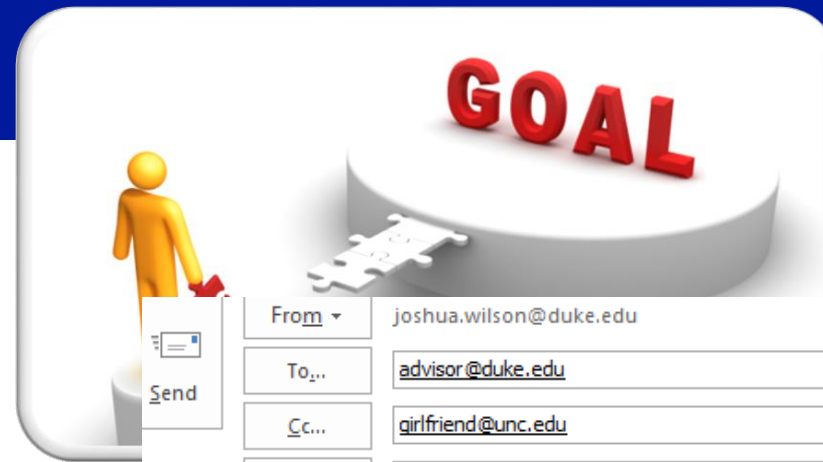 GOAL
From joshua.wilson@duke.edu
To... advisor@duke.edu
Send
Cc... girlfriend@unc.edu